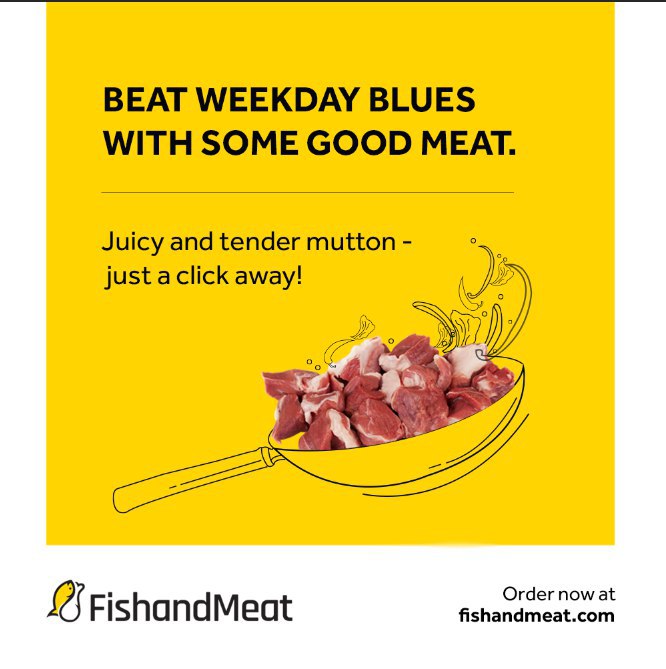 BEAT WEEKDAY BLUES
WITH SOME GOOD MEAT.
Juicy and tender mutton -
just a click away!
FishandMeat
Order now at
fishandmeat.com